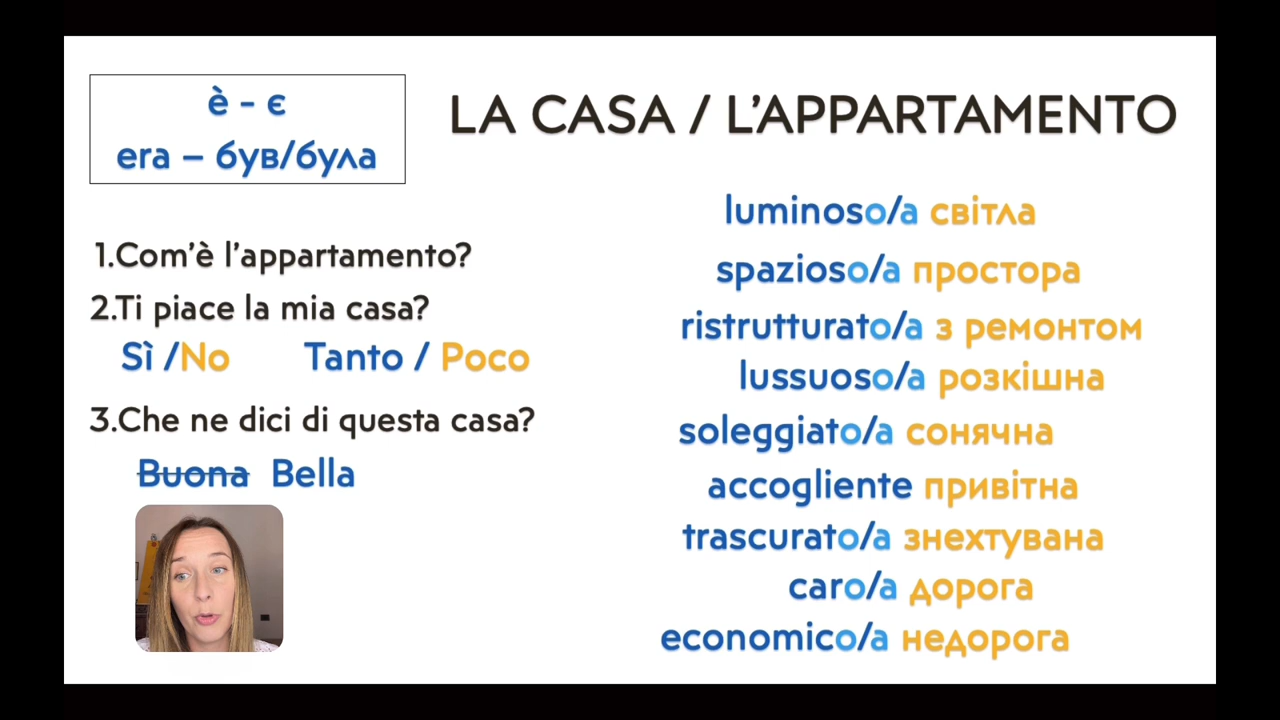 è - є
era – був/була
LA CASA / L’APPARTAMENTO
1.Com’è l’appartamento?
2.Ti piace la mia casa?
Sì /No Tanto / Poco
3.Che ne dici di questa casa?
Buona Bella
luminoso/a світла
spazioso/a простора
ristrutturato/a з ремонтом
lussuoso/a розкішна
soleggiato/a сонячна
accogliente привітна
trascurato/a знехтувана
caro/a дорога
economico/a недорога